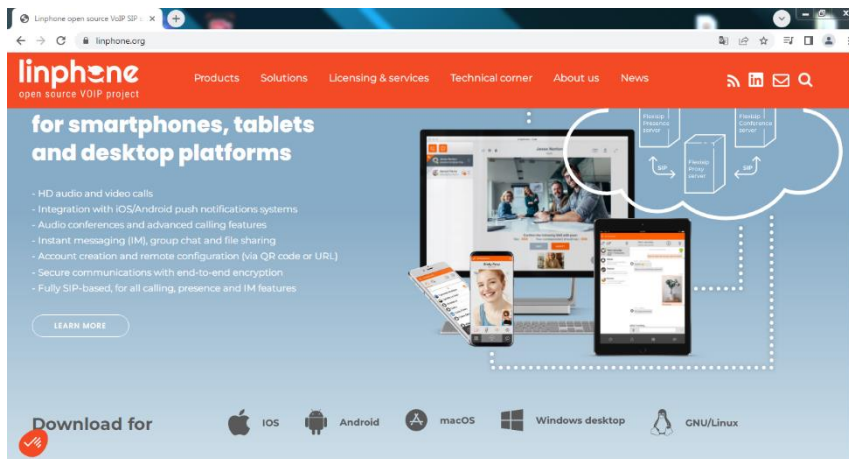 Linphone open source VoIP SIP
linphone.org
linphone
open source VOIP project
Products Solutions Licensing & services Technical corner About us News
for smartphones, tablets
and desktop platforms
- HD audio and video calls
- Integration with iOS/Android push notifications systems
- Audio conferences and advanced calling features
- Instant messaging (IM), group chat and file sharing
- Account creation and remote configuration (via QR code or URL)
- Secure communications with end-to-end encryption
- Fully SIP-based, for all calling, presence and IM features
LEARN MORE
Flexisip
Presence
server
Flexisip
Conference
server
Flexisip
Proxy
server
SIP
SIP
Download for
IOS
Android
macOS
Windows desktop
GNU/Linux